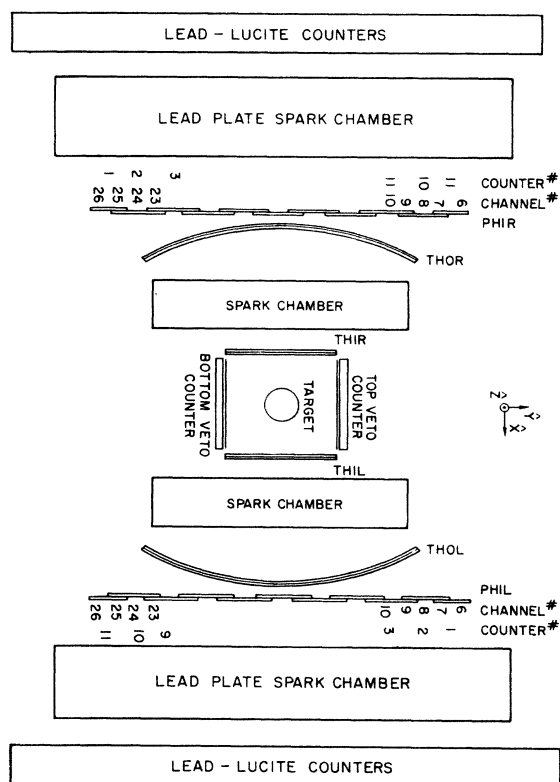 LEAD – LUCITE COUNTERS
LEAD PLATE SPARK CHAMBER
1 2 3 11 10 11 COUNTER#
26 25 24 23 11 10 9 8 7 6 CHANNEL#
PHIR
THOR
SPARK CHAMBER
THIR
BOTTOM VETO COUNTER
TARGET
TOP VETO COUNTER
Ẑ Ŷ
X̂
THIL
SPARK CHAMBER
THOL
PHIL
26 25 24 23 10 9 8 7 6 CHANNEL#
11 10 9 3 2 1 COUNTER#
LEAD PLATE SPARK CHAMBER
LEAD – LUCITE COUNTERS